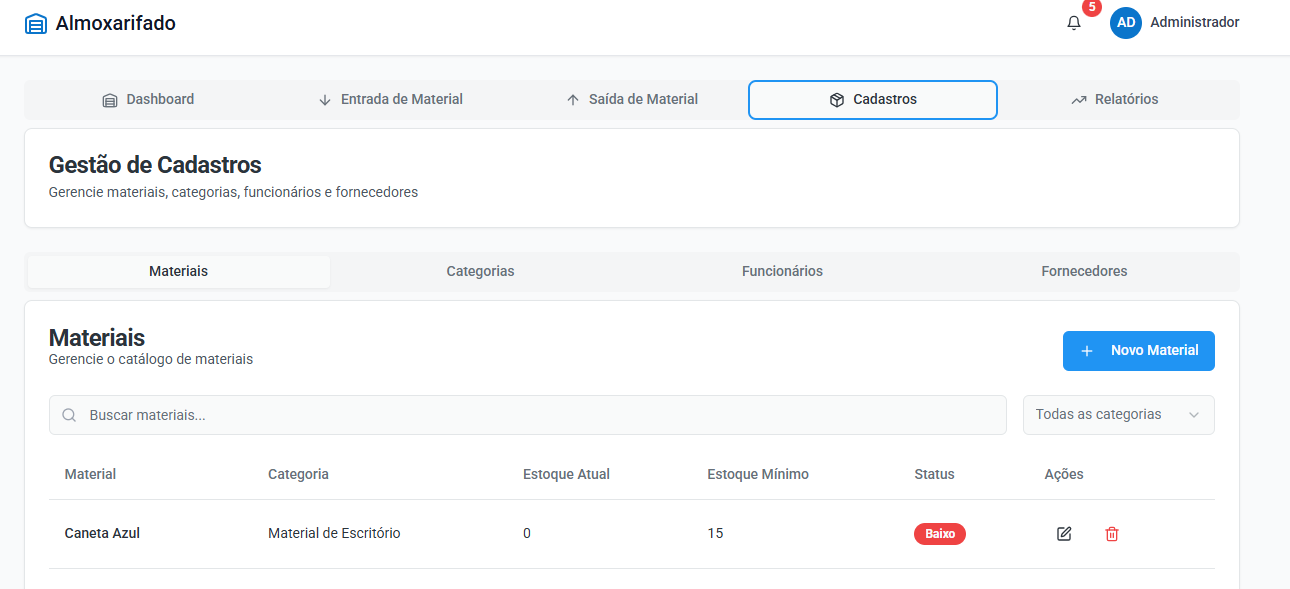 Almoxarifado
5
AD Administrador
Dashboard Entrada de Material Saída de Material Cadastros Relatórios
Gestão de Cadastros
Gerencie materiais, categorias, funcionários e fornecedores
Materiais Categorias Funcionários Fornecedores
Materiais
Gerencie o catálogo de materiais
+ Novo Material
Buscar materiais... Todas as categorias
Material Categoria Estoque Atual Estoque Mínimo Status Ações
Caneta Azul Material de Escritório 0 15 Baixo